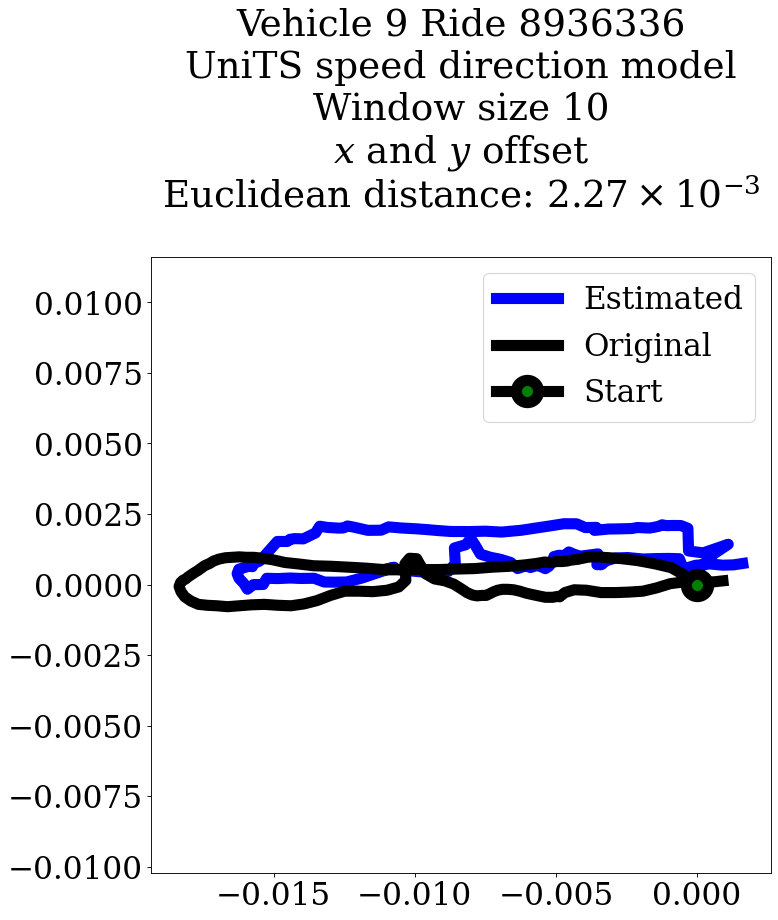 Vehicle 9 Ride 8936336
UniTS speed direction model
Window size 10
x and y offset
Euclidean distance: 2.27 × 10⁻³
Estimated
Original
Start
0.0100
0.0075
0.0050
0.0025
0.0000
−0.0025
−0.0050
−0.0075
−0.0100
−0.015 −0.010 −0.005 0.000